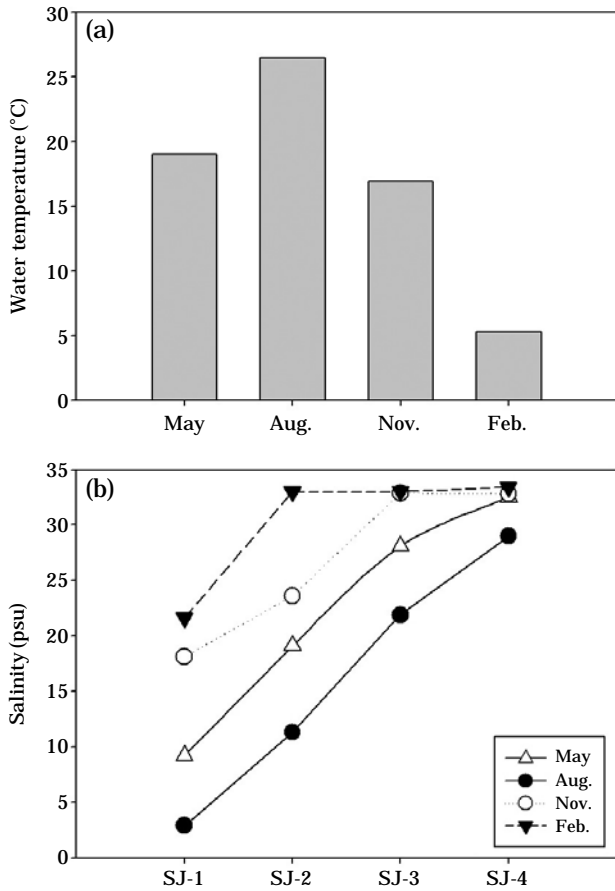 (a)
Water temperature (°C)
30
25
20
15
10
5
0
May Aug. Nov. Feb.
(b)
Salinity (psu)
35
30
25
20
15
10
5
0
May
Aug.
Nov.
Feb.
SJ-1 SJ-2 SJ-3 SJ-4